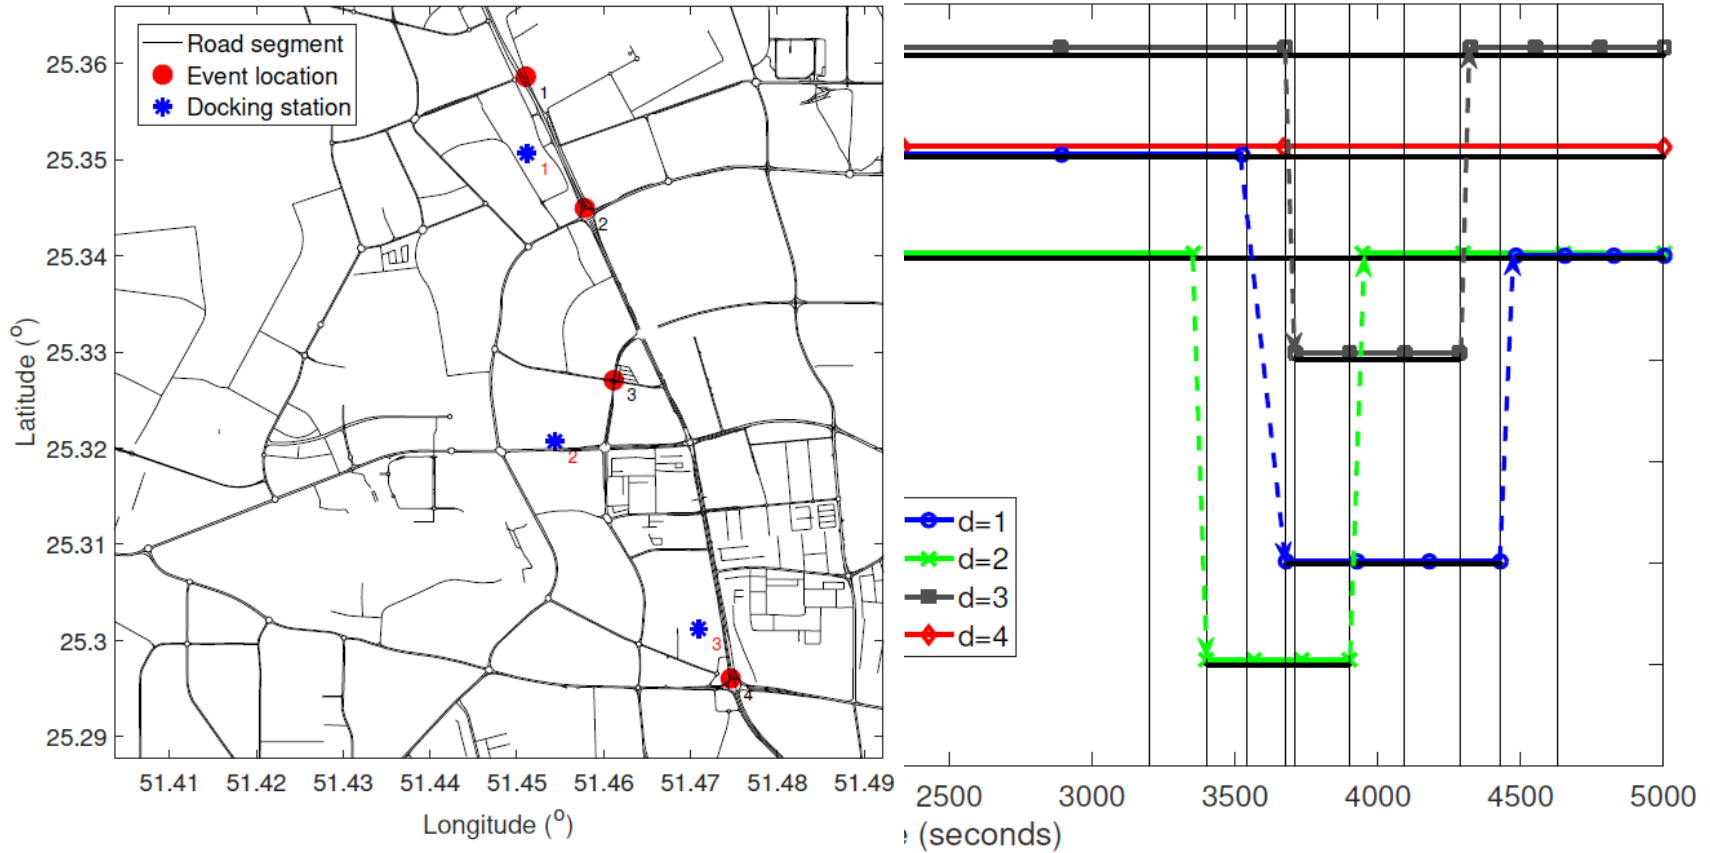 Road segment
Event location
Docking station
25.36
25.35
25.34
25.33
25.32
25.31
25.3
25.29
Latitude (°)
1
1
2
3
2
3
4
51.41 51.42 51.43 51.44 51.45 51.46 51.47 51.48 51.49
Longitude (°)
d=1
d=2
d=3
d=4
2500 3000 3500 4000 4500 5000
(seconds)